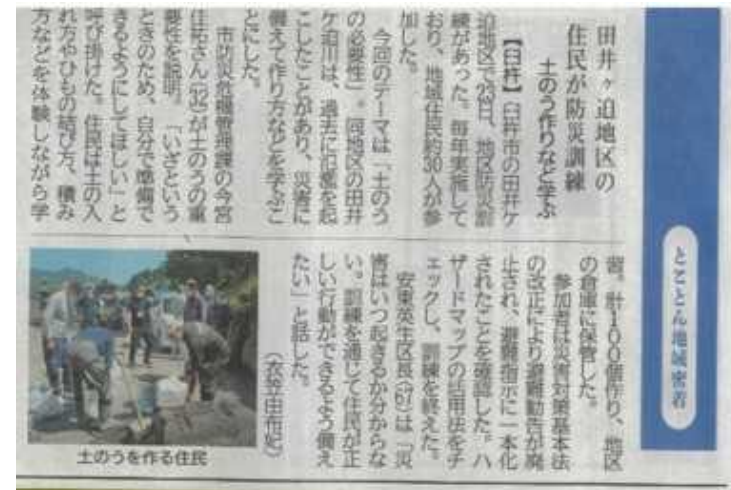 とことん地域密着
田井ヶ迫地区の
住民が防災訓練
土のう作りなど学ぶ
【臼杵】臼杵市の田井ケ
迫地区で23日、地区防災訓
練があった。毎年実施して
おり、地域住民約30人が参
加した。
今回のテーマは「土のう
の必要性」。同地区の田井
ケ迫川は、過去に氾濫を起
こしたことがあり、災害に
備えて作り方などを学ぶこ
とにした。
市防災危機管理課の今宮
住祐さん が土のうの重
要性を説明。「いざという
ときのため、自分で準備で
きるようにしてほしい」と
呼び掛けた。住民は土の入
れ方やひもの結び方、積み
方などを体験しながら学
習。計100個作り、地区
の倉庫に保管した。
参加者は災害対策基本法
の改正により避難勧告が廃
止され、避難指示に一本化
されたことを確認した。ハ
ザードマップの活用法をチ
ェックし、訓練を終えた。
安東英生区長(67)は「災
害はいつ起きるか分からな
い。訓練を通じて住民が正
しい行動ができるよう備え
たい」と話した。
(衣笠由布妃)
土のうを作る住民